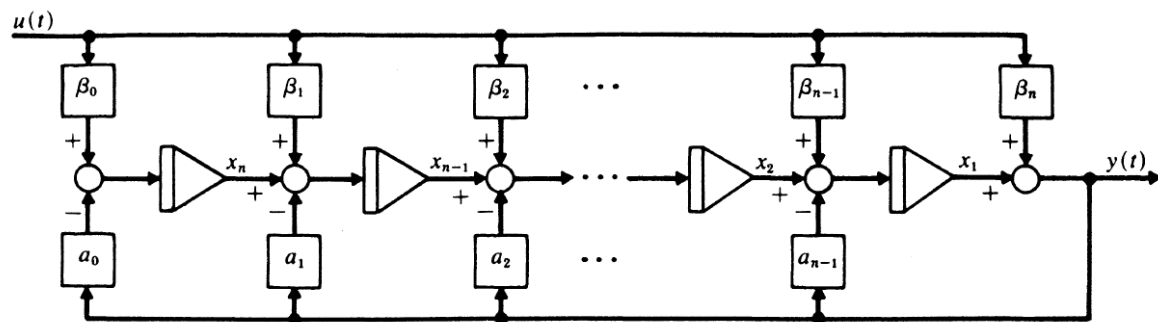 u(t)
β₀ β₁ β₂ ··· βₙ₋₁ βₙ
+ + + + +
xₙ xₙ₋₁ ··· x₂ x₁ y(t)
+ + + +
− − − −
a₀ a₁ a₂ ··· aₙ₋₁